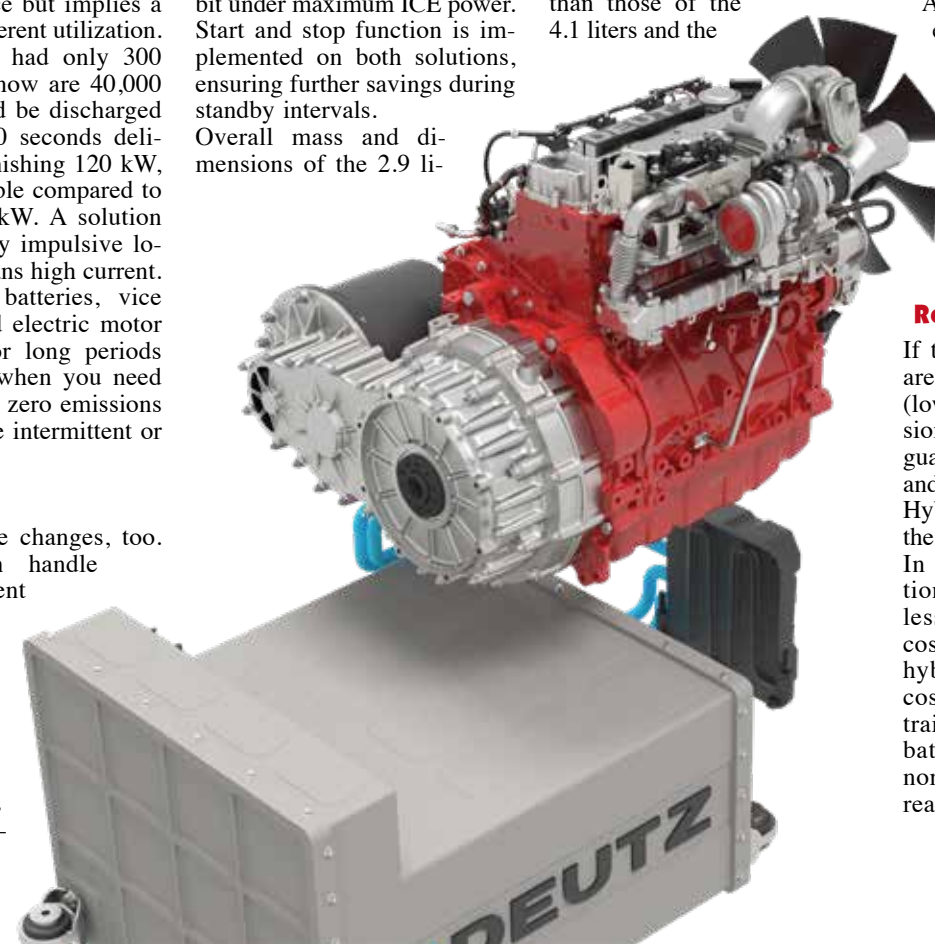 ee but implies a
erent utilization.
had only 300
now are 40,000
d be discharged
0 seconds deli-
nishing 120 kW,
ble compared to
kW. A solution
y impulsive lo-
ns high current.
batteries, vice
d electric motor
or long periods
when you need
zero emissions
e intermittent or
e changes, too.
n handle
ent
bit under maximum ICE power.
Start and stop function is im-
plemented on both solutions,
ensuring further savings during
standby intervals.
Overall mass and di-
mensions of the 2.9 li-
than those of the
4.1 liters and the
DEUTZ
A
Re
If t
are
(low
sion
gua
and
Hyb
the
In
tion
less
cos
hyb
cos
trai
bat
nor
rea